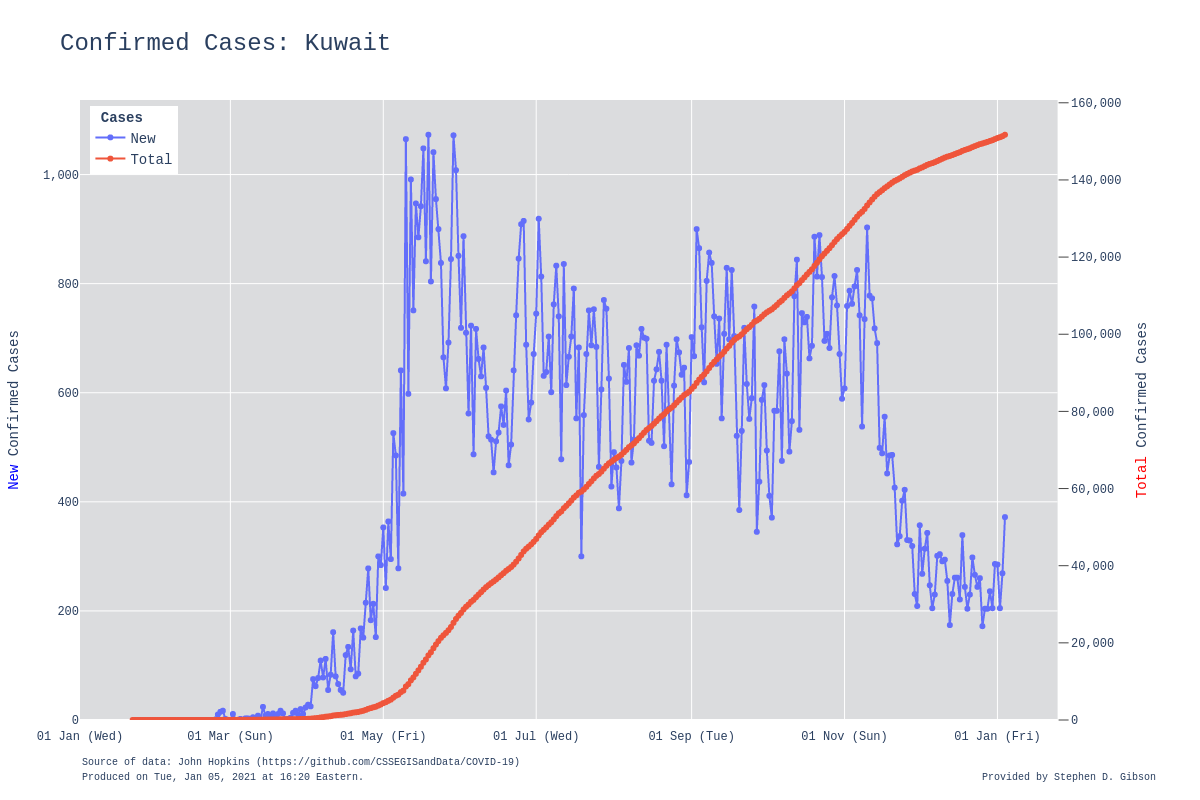 Confirmed Cases: Kuwait
Cases
New
Total
1,000
800
600
400
200
0
160,000
140,000
120,000
100,000
80,000
60,000
40,000
20,000
0
New Confirmed Cases
Total Confirmed Cases
01 Jan (Wed)
01 Mar (Sun)
01 May (Fri)
01 Jul (Wed)
01 Sep (Tue)
01 Nov (Sun)
01 Jan (Fri)
Source of data: John Hopkins (https://github.com/CSSEGISandData/COVID-19)
Produced on Tue, Jan 05, 2021 at 16:20 Eastern.
Provided by Stephen D. Gibson